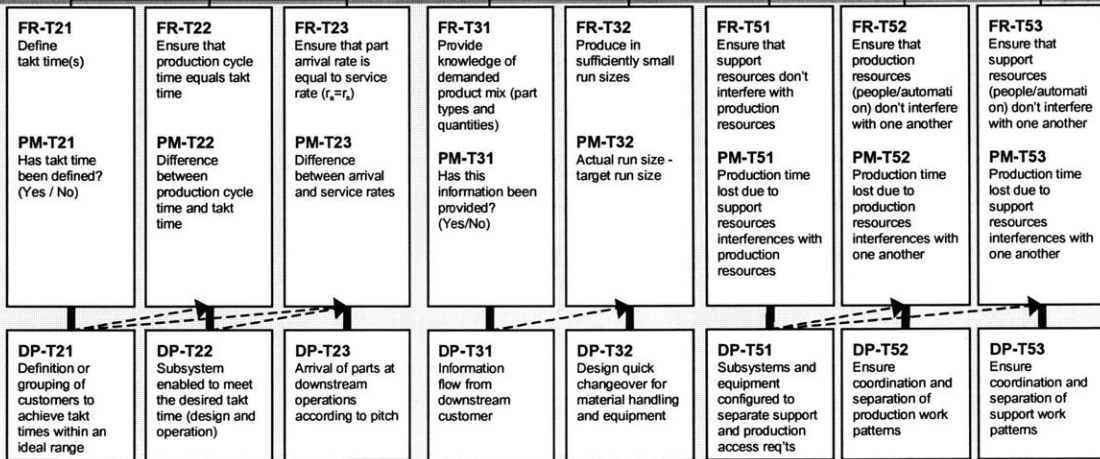 FR-T21
Define
takt time(s)
PM-T21
Has takt time
been defined?
(Yes / No)
FR-T22
Ensure that
production cycle
time equals takt
time
PM-T22
Difference
between
production cycle
time and takt
time
FR-T23
Ensure that part
arrival rate is
equal to service
rate (rₐ=rₛ)
PM-T23
Difference
between arrival
and service rates
FR-T31
Provide
knowledge of
demanded
product mix (part
types and
quantities)
PM-T31
Has this
information been
provided?
(Yes/No)
FR-T32
Produce in
sufficiently small
run sizes
PM-T32
Actual run size -
target run size
FR-T51
Ensure that
support
resources don't
interfere with
production
resources
PM-T51
Production time
lost due to
support
resources
interferences with
production
resources
FR-T52
Ensure that
production
resources
(people/automati
on) don't interfere
with one another
PM-T52
Production time
lost due to
production
resources
interferences with
one another
FR-T53
Ensure that
support
resources
(people/automati
on) don't interfere
with one another
PM-T53
Production time
lost due to
support
resources
interferences with
one another
DP-T21
Definition or
grouping of
customers to
achieve takt
times within an
ideal range
DP-T22
Subsystem
enabled to meet
the desired takt
time (design and
operation)
DP-T23
Arrival of parts at
downstream
operations
according to pitch
DP-T31
Information
flow from
downstream
customer
DP-T32
Design quick
changeover for
material handling
and equipment
DP-T51
Subsystems and
equipment
configured to
separate support
and production
access req'ts
DP-T52
Ensure
coordination and
separation of
production work
patterns
DP-T53
Ensure
coordination and
separation of
support work
patterns